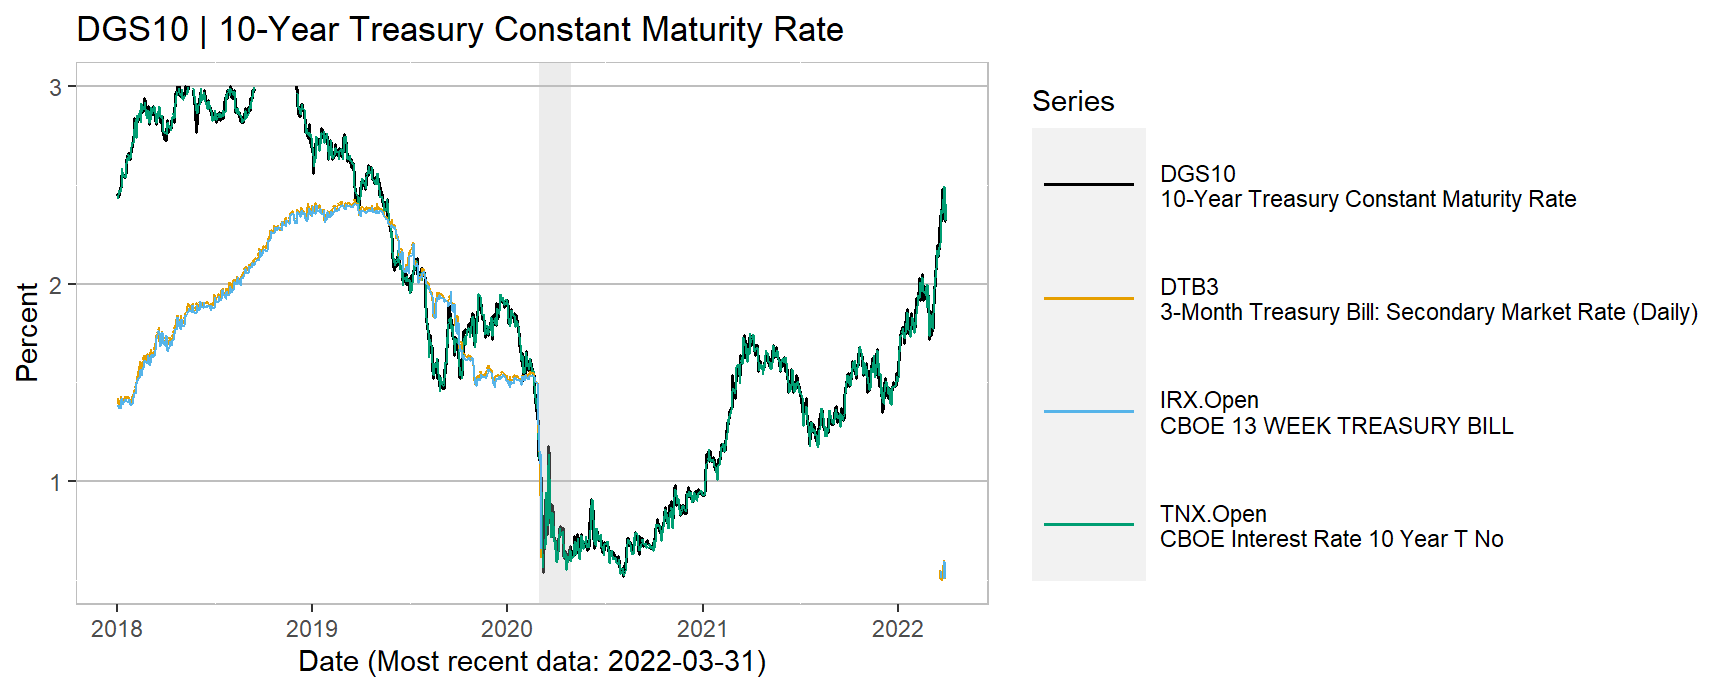 DGS10 | 10-Year Treasury Constant Maturity Rate
3
2
1
Percent
2018
2019
2020
2021
2022
Date (Most recent data: 2022-03-31)
Series
DGS10
10-Year Treasury Constant Maturity Rate
DTB3
3-Month Treasury Bill: Secondary Market Rate (Daily)
IRX.Open
CBOE 13 WEEK TREASURY BILL
TNX.Open
CBOE Interest Rate 10 Year T No